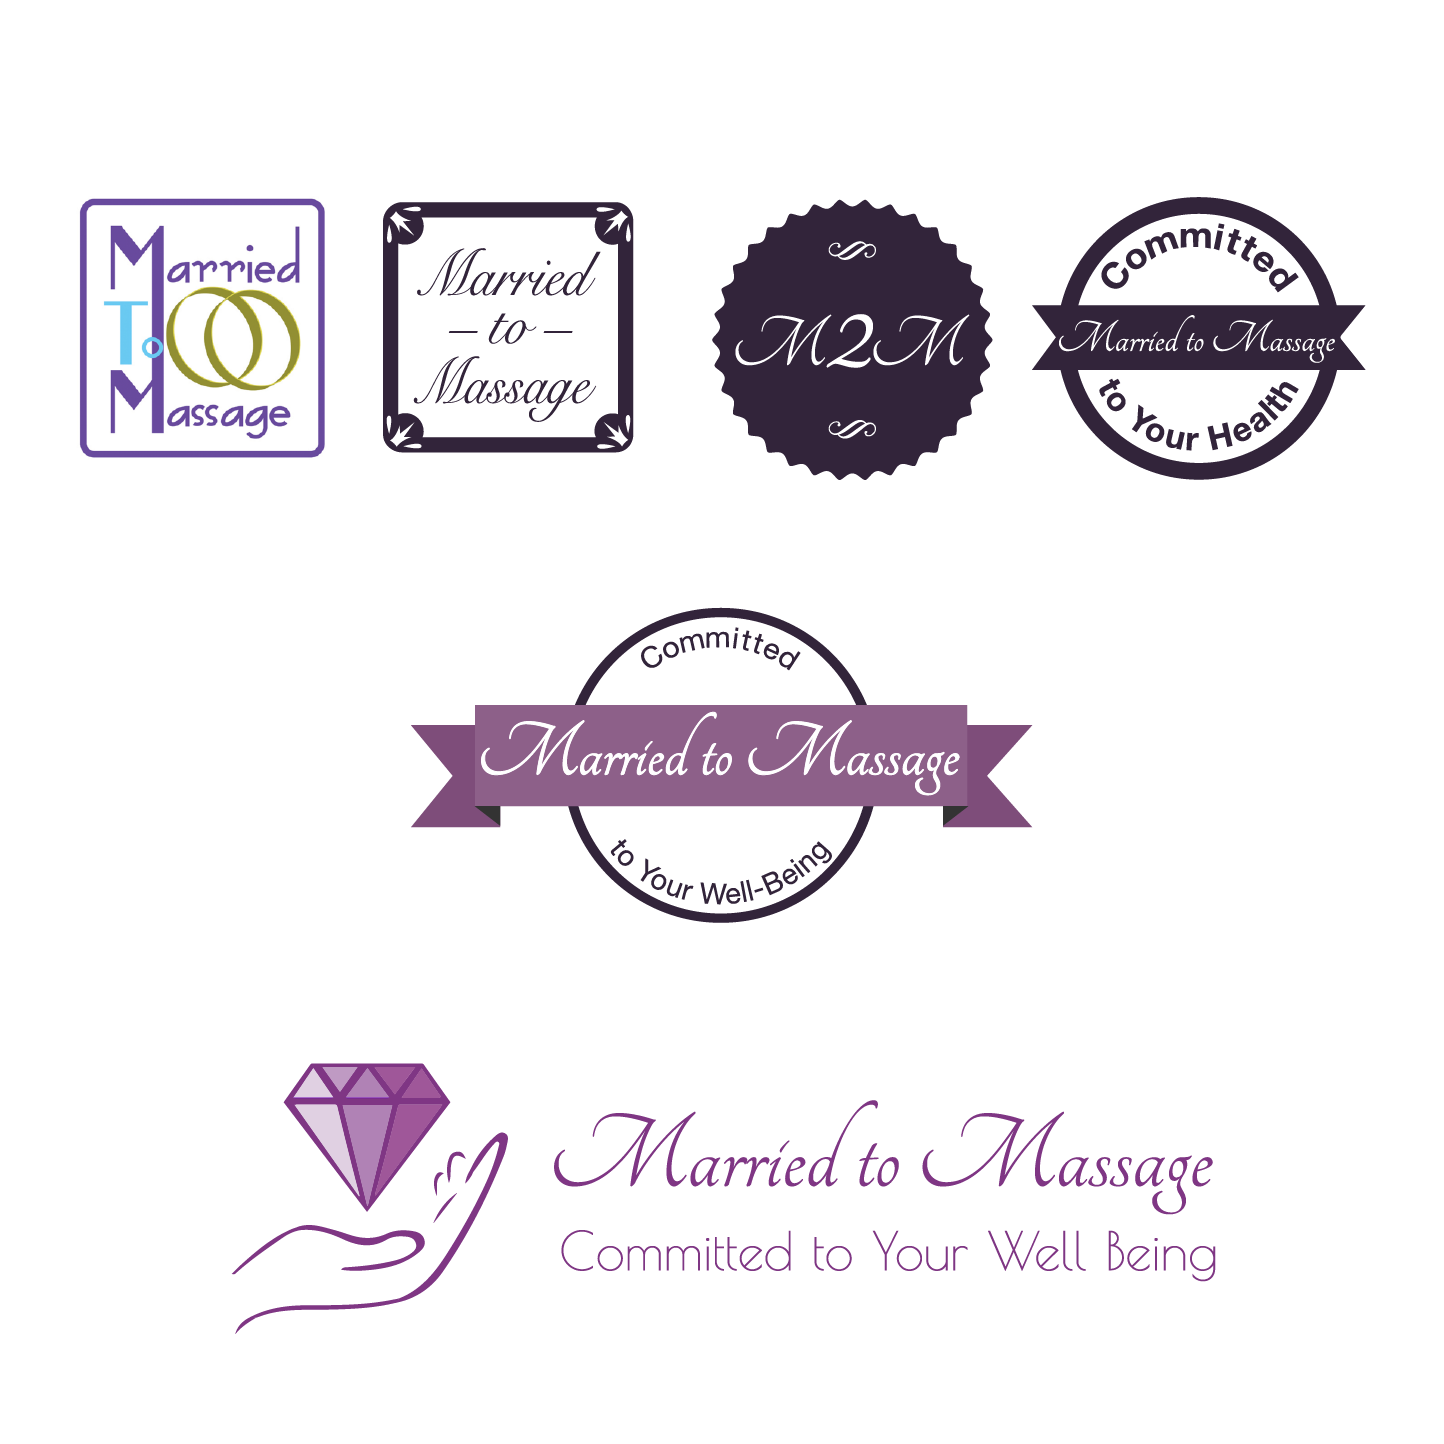 Married
To
Massage
Married
– to –
Massage
M2M
Committed
Married to Massage
to Your Health
Committed
Married to Massage
to Your Well-Being
Married to Massage
Committed to Your Well Being